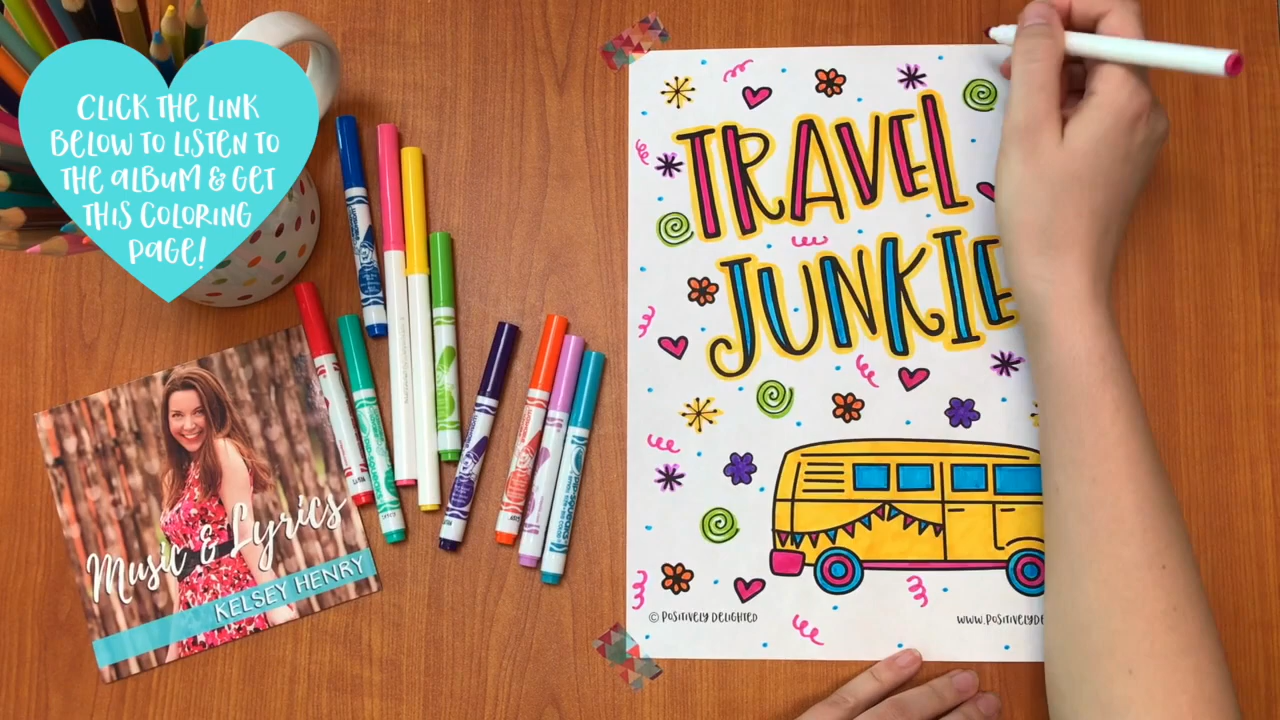 CLICK THE LINK
BELOW TO LISTEN TO
THE ALBUM & GET
THIS COLORING
PAGE!
TRAVEL
JUNKIE
Music & Lyrics
KELSEY HENRY
© POSITIVELY DELIGHTED
WWW.POSITIVELYDE